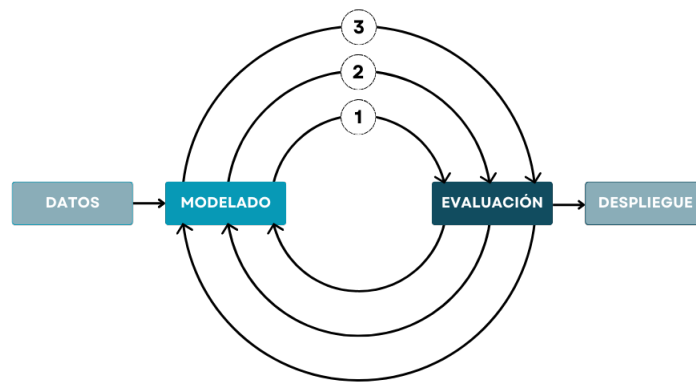 3
2
1
DATOS
MODELADO
EVALUACIÓN
DESPLIEGUE